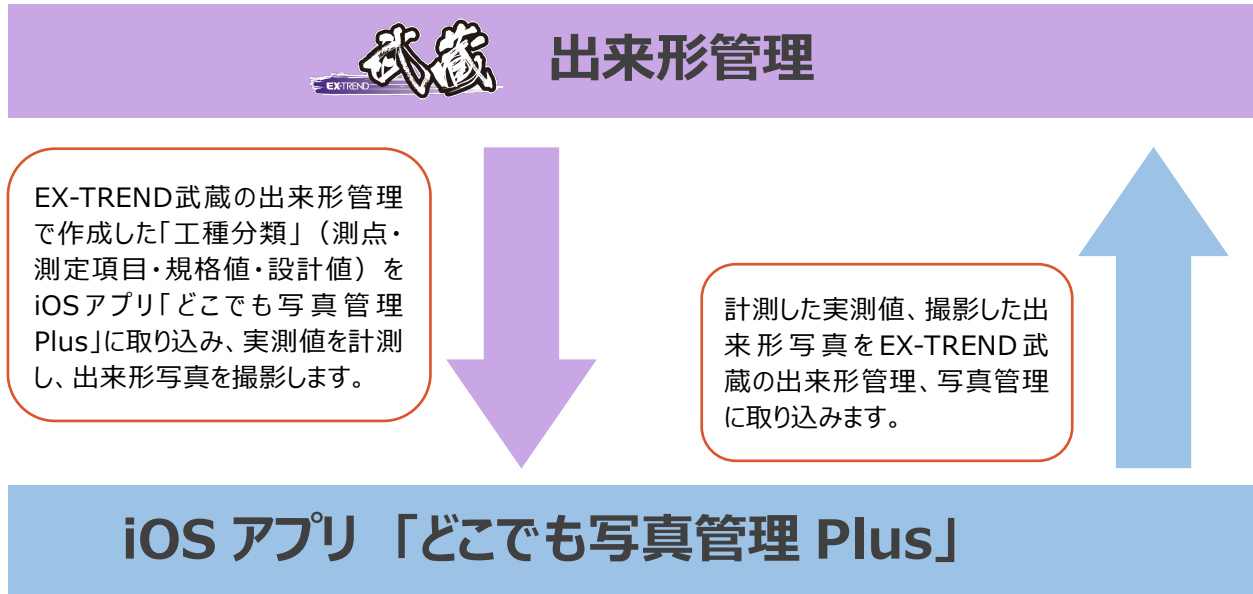 武蔵
EX-TREND
出来形管理
EX-TREND武蔵の出来形管理
で作成した「工種分類」（測点・
測定項目・規格値・設計値）を
iOSアプリ「どこでも写真管理
Plus」に取り込み、実測値を計測
し、出来形写真を撮影します。
計測した実測値、撮影した出
来形写真をEX-TREND武
蔵の出来形管理、写真管理
に取り込みます。
iOS アプリ 「どこでも写真管理 Plus」